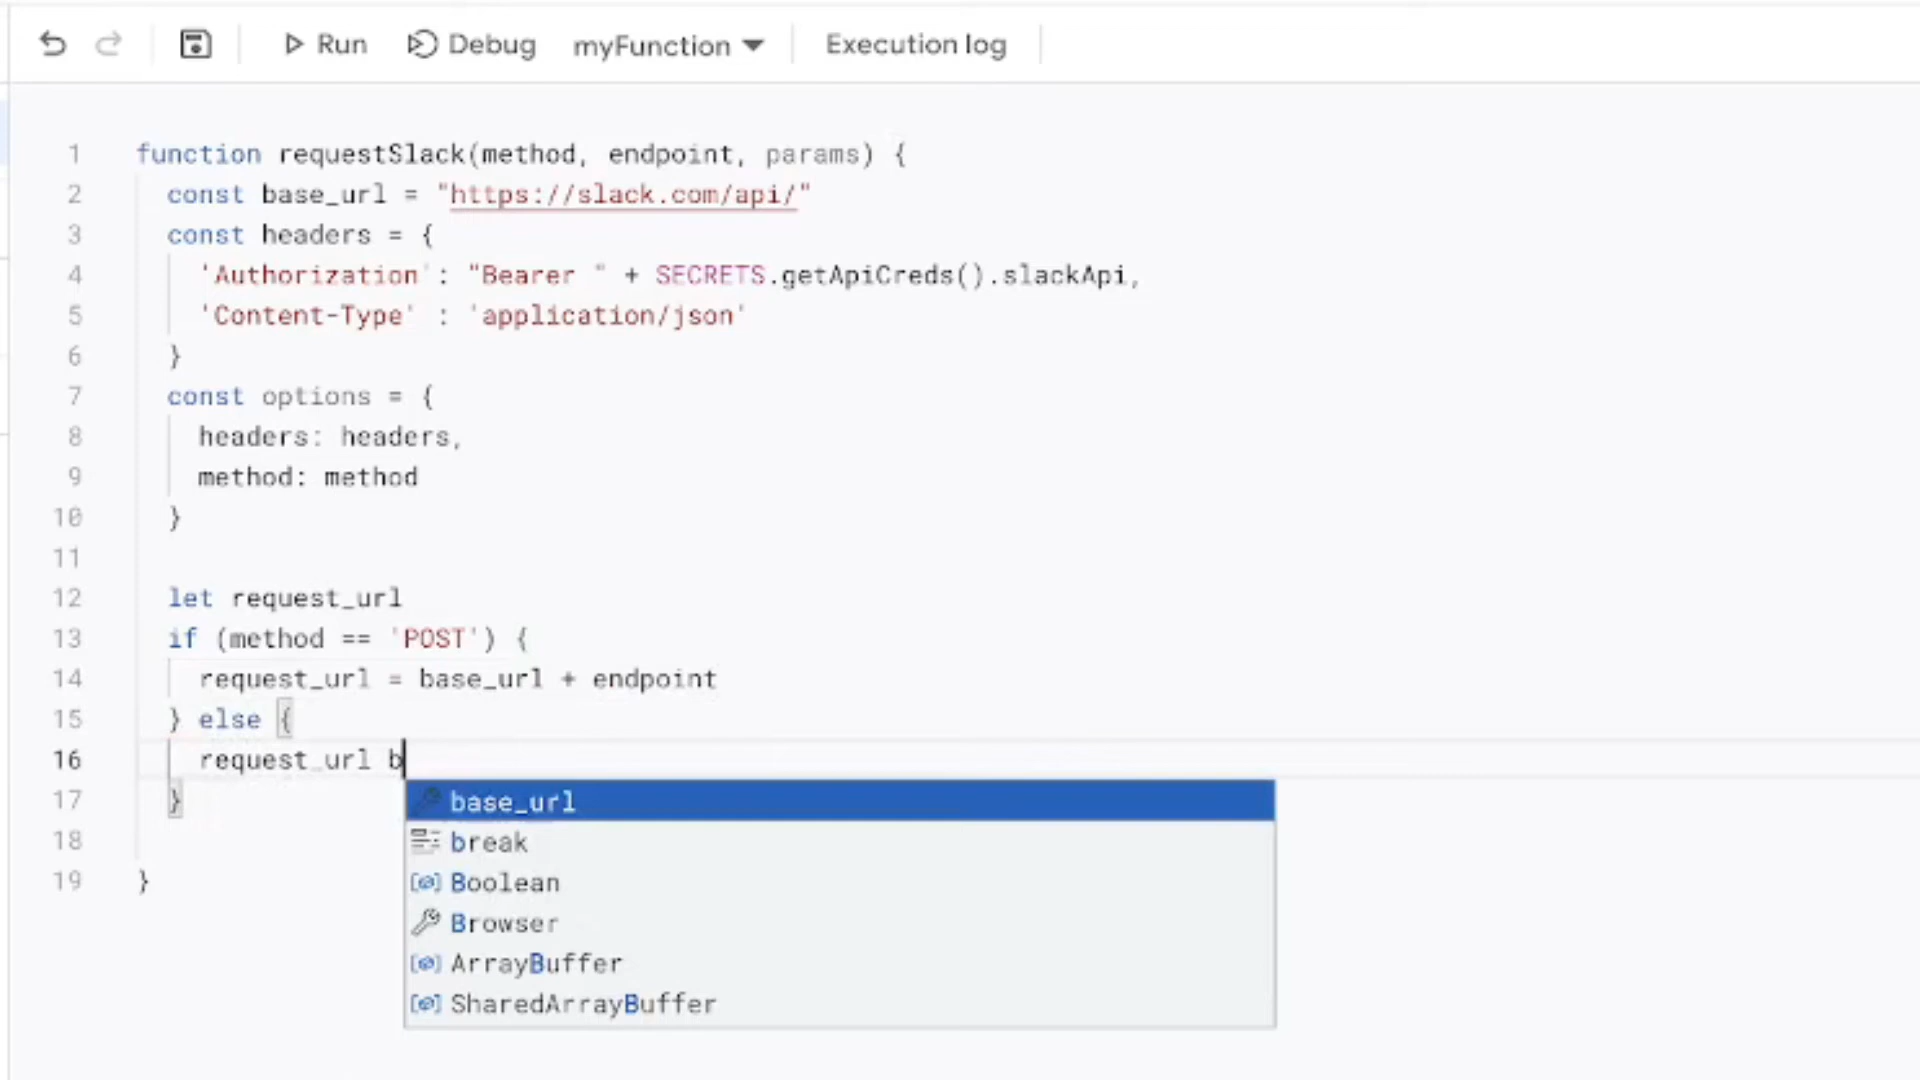 Run Debug myFunction Execution log
1 function requestSlack(method, endpoint, params) {
2 const base_url = "https://slack.com/api/"
3 const headers = {
4 'Authorization': "Bearer " + SECRETS.getApiCreds().slackApi,
5 'Content-Type' : 'application/json'
6 }
7 const options = {
8 headers: headers,
9 method: method
10 }
11
12 let request_url
13 if (method == 'POST') {
14 request_url = base_url + endpoint
15 } else {
16 request_url b
17 }
base_url
18
break
19 }
Boolean
Browser
ArrayBuffer
SharedArrayBuffer